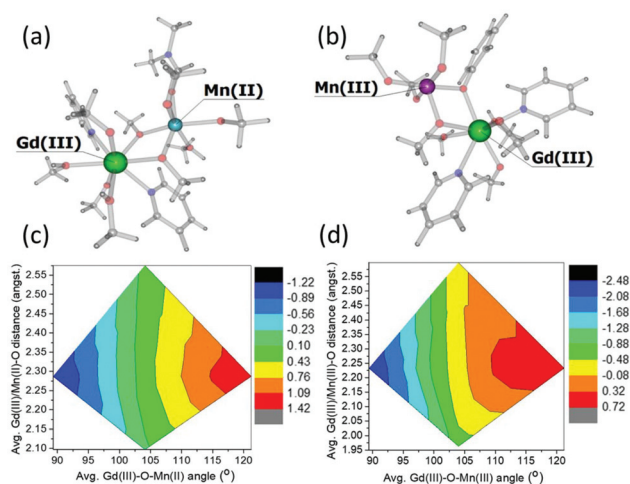 (a)
Mn(II)
Gd(III)
(b)
Mn(III)
Gd(III)
(c)
Avg. Gd(III)/Mn(II)-O distance (angst.)
2.55
2.50
2.45
2.40
2.35
2.30
2.25
2.20
2.15
2.10
90 95 100 105 110 115 120
Avg. Gd(III)-O-Mn(II) angle (º)
-1.22
-0.89
-0.56
-0.23
0.10
0.43
0.76
1.09
1.42
(d)
Avg. Gd(III)/Mn(III)-O distance (angst.)
2.55
2.50
2.45
2.40
2.35
2.30
2.25
2.20
2.15
2.10
2.05
2.00
1.95
90 95 100 105 110 115 120
Avg. Gd(III)-O-Mn(III) angle (º)
-2.48
-2.08
-1.68
-1.28
-0.88
-0.48
-0.08
0.32
0.72